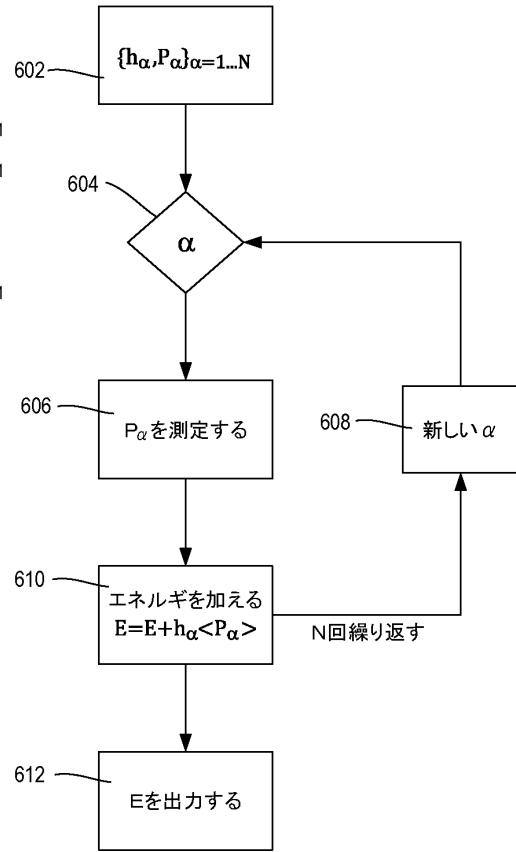 602
{hα,Pα}α=1...N
604
α
606
Pαを測定する
608
新しいα
610
エネルギを加える
E=E+hα<Pα>
N回繰り返す
612
Eを出力する